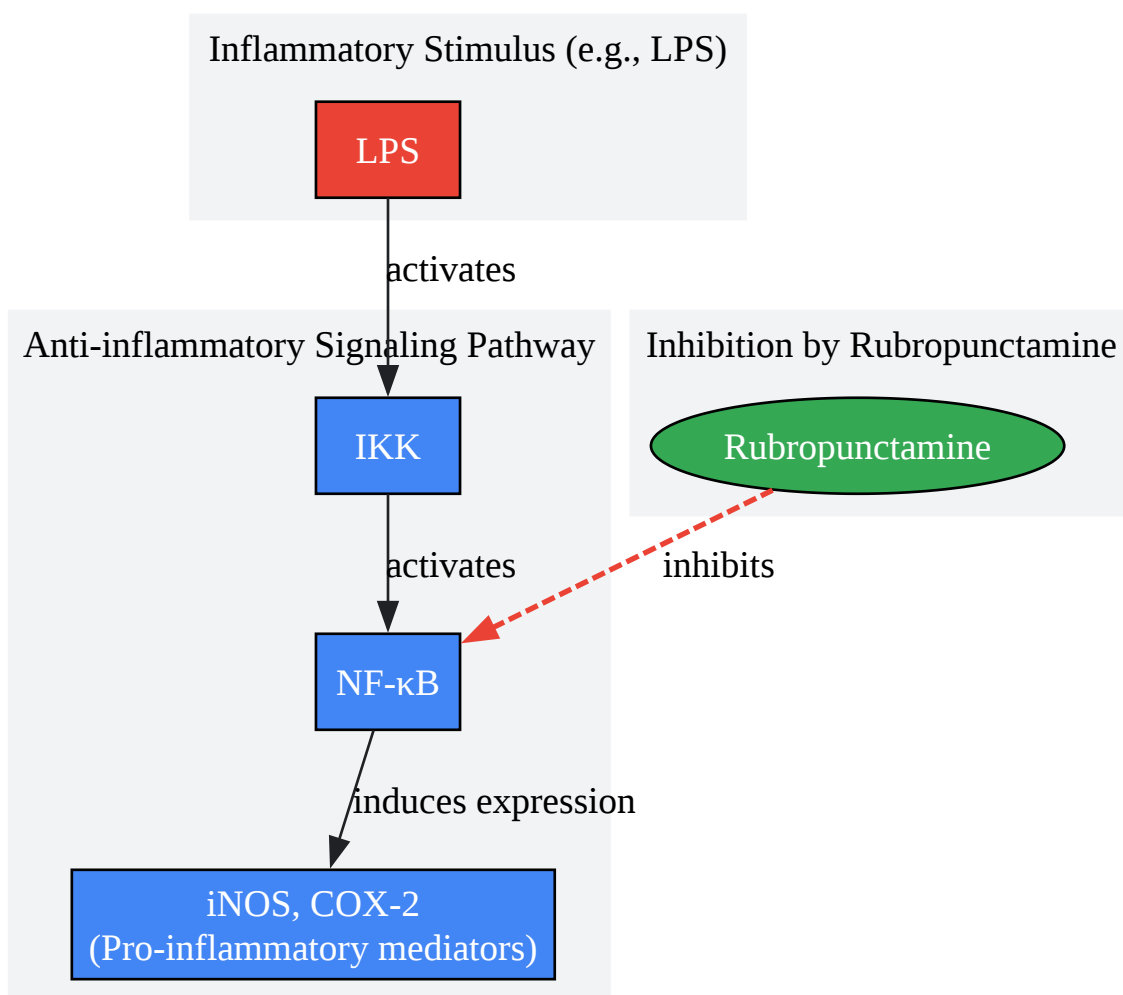 Inflammatory Stimulus (e.g., LPS)
LPS
activates
Anti-inflammatory Signaling Pathway
Inhibition by Rubropunctamine
IKK
Rubropunctamine
activates
inhibits
NF-κB
induces expression
iNOS, COX-2
(Pro-inflammatory mediators)